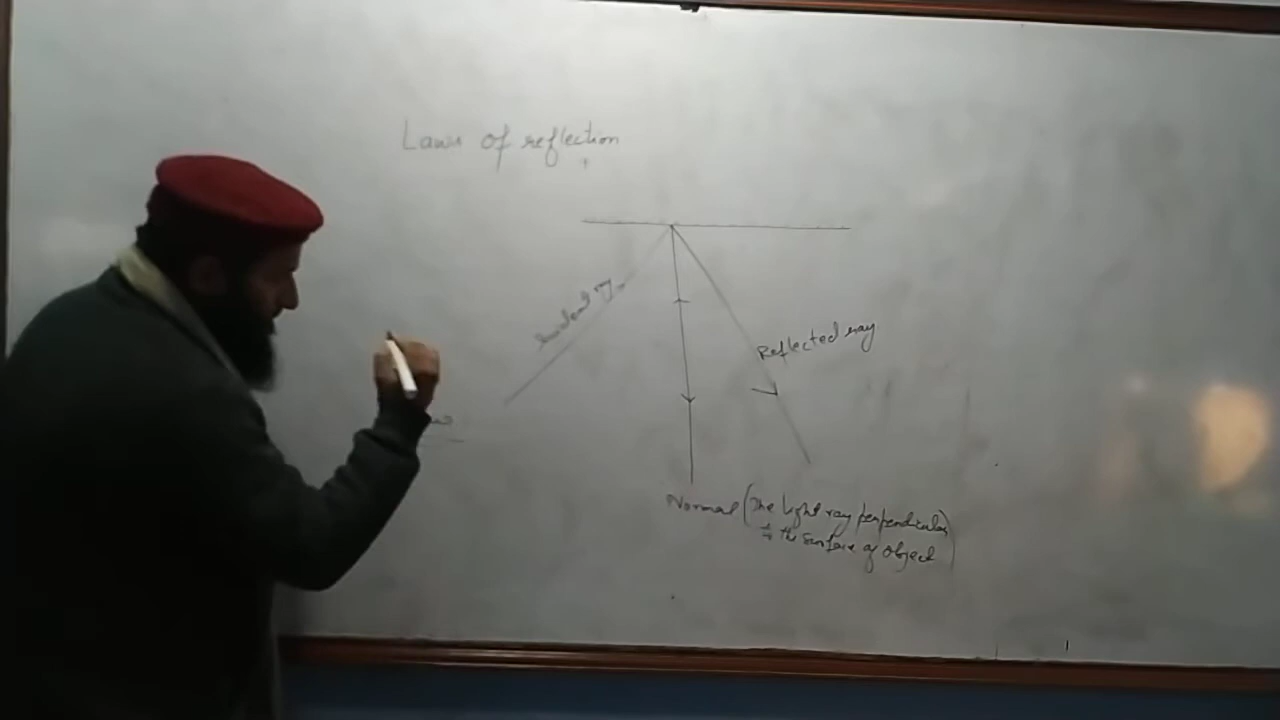 Laws of reflection
Incident ray
Reflected ray
Normal (The light ray perpendicular)
to the surface of object